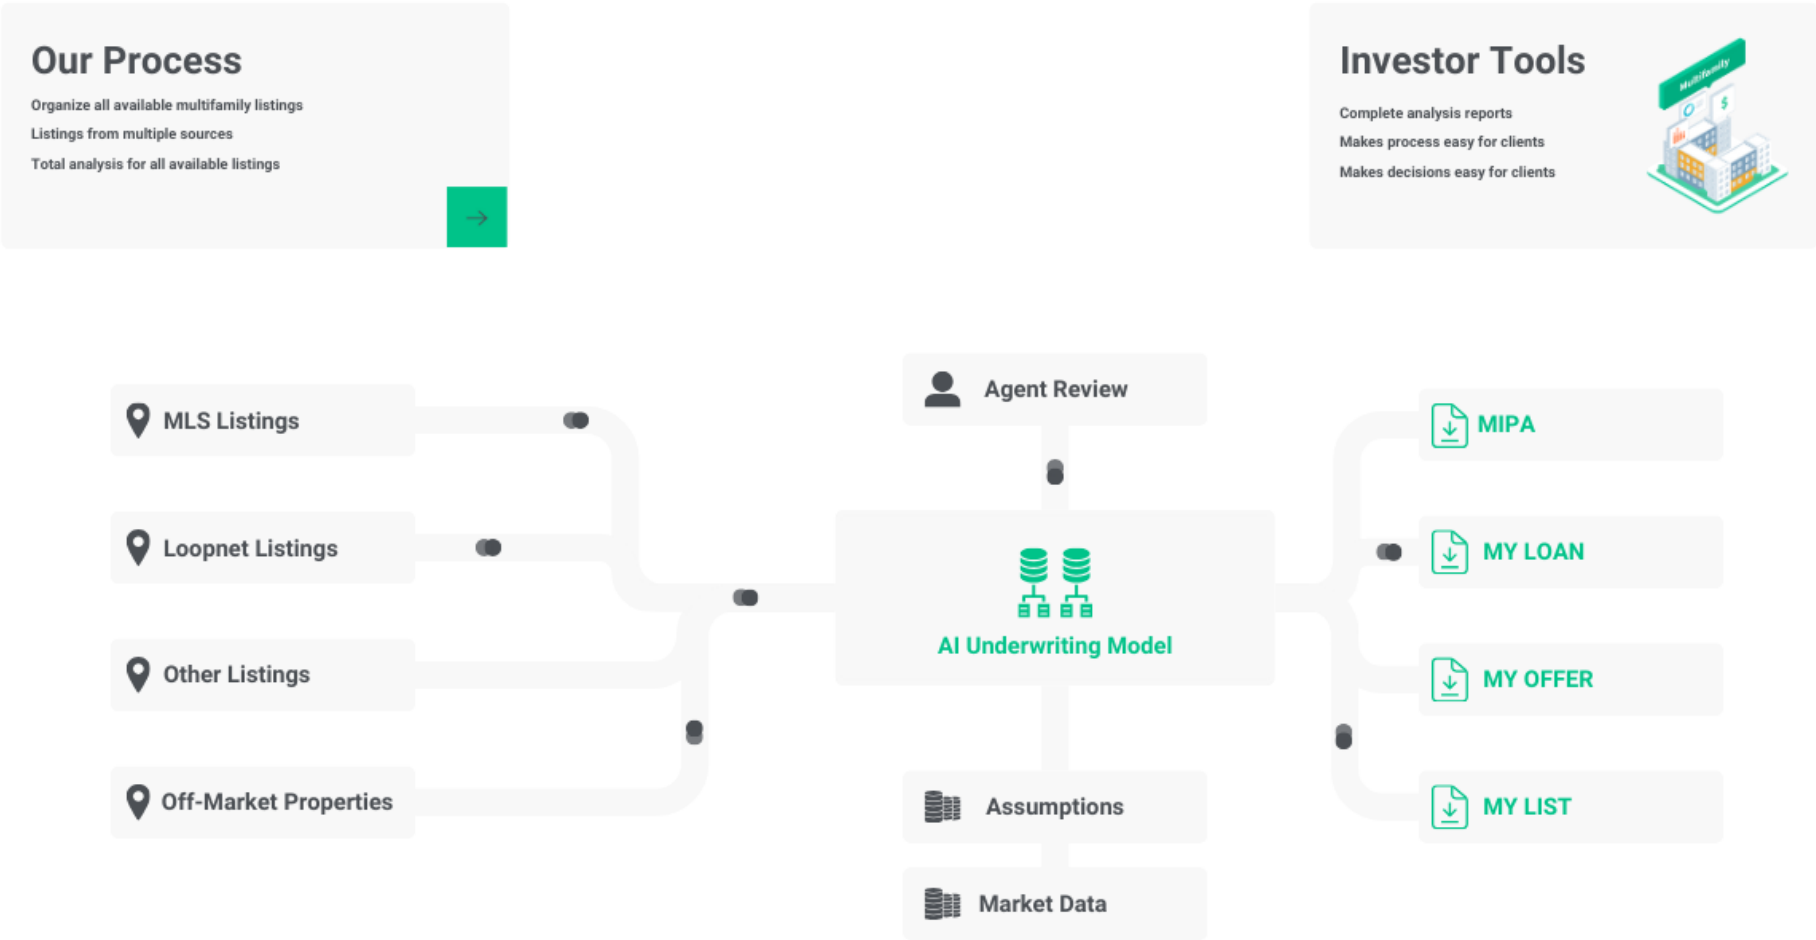 Our Process
Organize all available multifamily listings
Listings from multiple sources
Total analysis for all available listings
Investor Tools
Complete analysis reports
Makes process easy for clients
Makes decisions easy for clients
Multifamily
$
MLS Listings
Loopnet Listings
Other Listings
Off-Market Properties
Agent Review
AI Underwriting Model
Assumptions
Market Data
MIPA
MY LOAN
MY OFFER
MY LIST